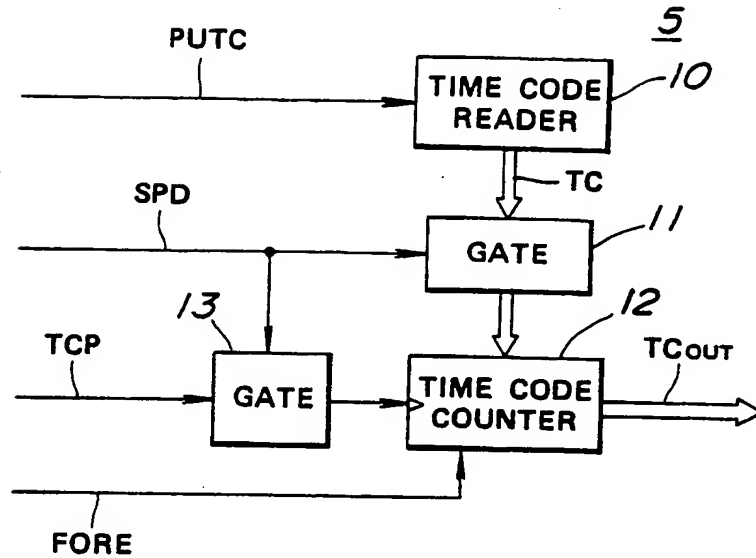 5
PUTC
10
TIME CODE
READER
TC
SPD
11
GATE
13
12
TCP
GATE
TIME CODE
COUNTER
TCOUT
FORE